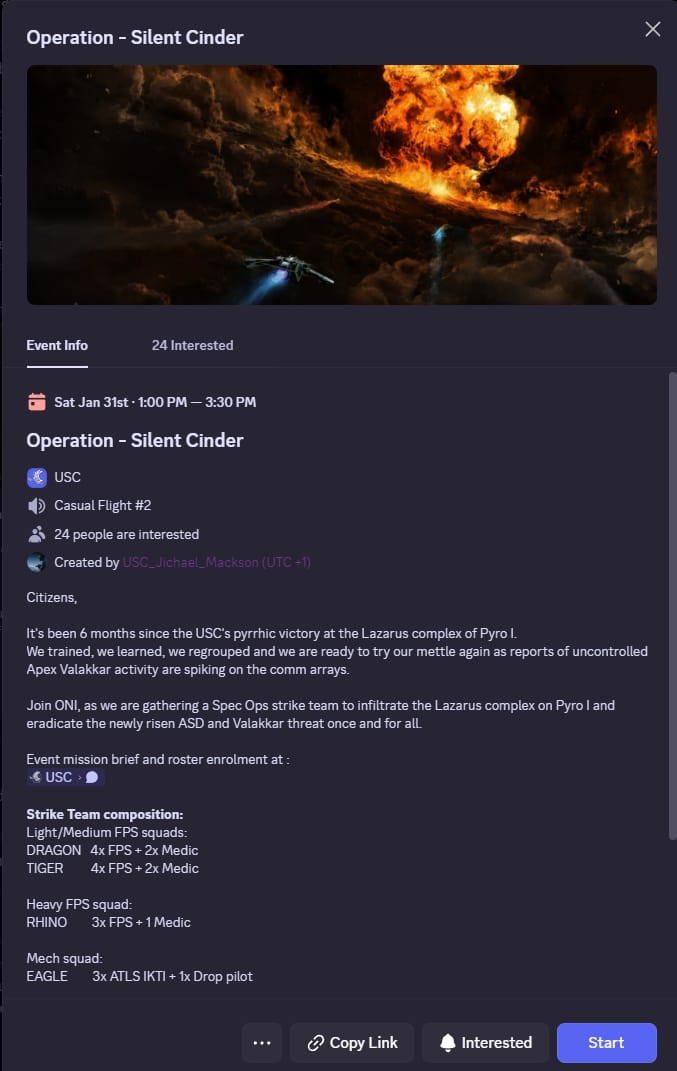 Operation - Silent Cinder
Event Info
24 Interested
Sat Jan 31st · 1:00 PM — 3:30 PM
Operation - Silent Cinder
USC
Casual Flight #2
24 people are interested
Created by USC_Jichael_Mackson (UTC +1)
Citizens,
It's been 6 months since the USC's pyrrhic victory at the Lazarus complex of Pyro I.
We trained, we learned, we regrouped and we are ready to try our mettle again as reports of uncontrolled
Apex Valakkar activity are spiking on the comm arrays.
Join ONI, as we are gathering a Spec Ops strike team to infiltrate the Lazarus complex on Pyro I and
eradicate the newly risen ASD and Valakkar threat once and for all.
Event mission brief and roster enrolment at :
USC ›
Strike Team composition:
Light/Medium FPS squads:
DRAGON 4x FPS + 2x Medic
TIGER 4x FPS + 2x Medic
Heavy FPS squad:
RHINO 3x FPS + 1 Medic
Mech squad:
EAGLE 3x ATLS IKTI + 1x Drop pilot
Copy Link
Interested
Start